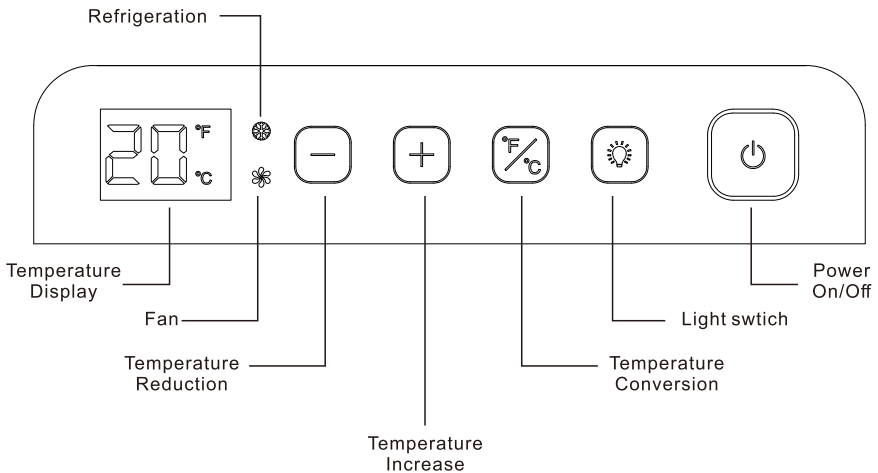 Refrigeration
20 °F
°C
°F/°C
Temperature
Display
Power
On/Off
Fan
Light swtich
Temperature
Reduction
Temperature
Conversion
Temperature
Increase